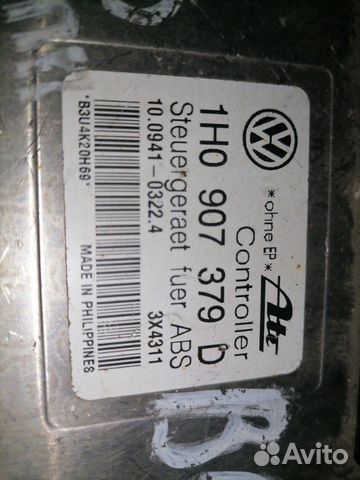 Ate
*ohne EP* Controller
1H0 907 379 D
Steuergeraet fuer ABS
10.0941-0322.4 3X4311
*B3U4K20H69* MADE IN PHILIPPINES
Avito